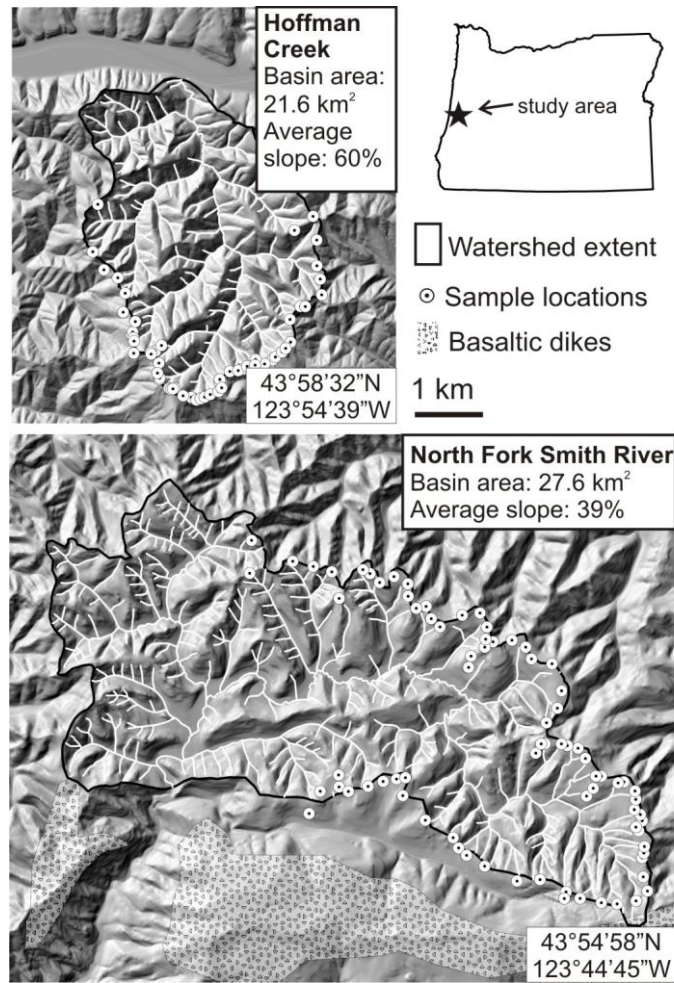 Hoffman
Creek
Basin area:
21.6 km²
Average
slope: 60%
43°58’32”N
123°54’39”W
study area
Watershed extent
Sample locations
Basaltic dikes
1 km
North Fork Smith River
Basin area: 27.6 km²
Average slope: 39%
43°54’58”N
123°44’45”W